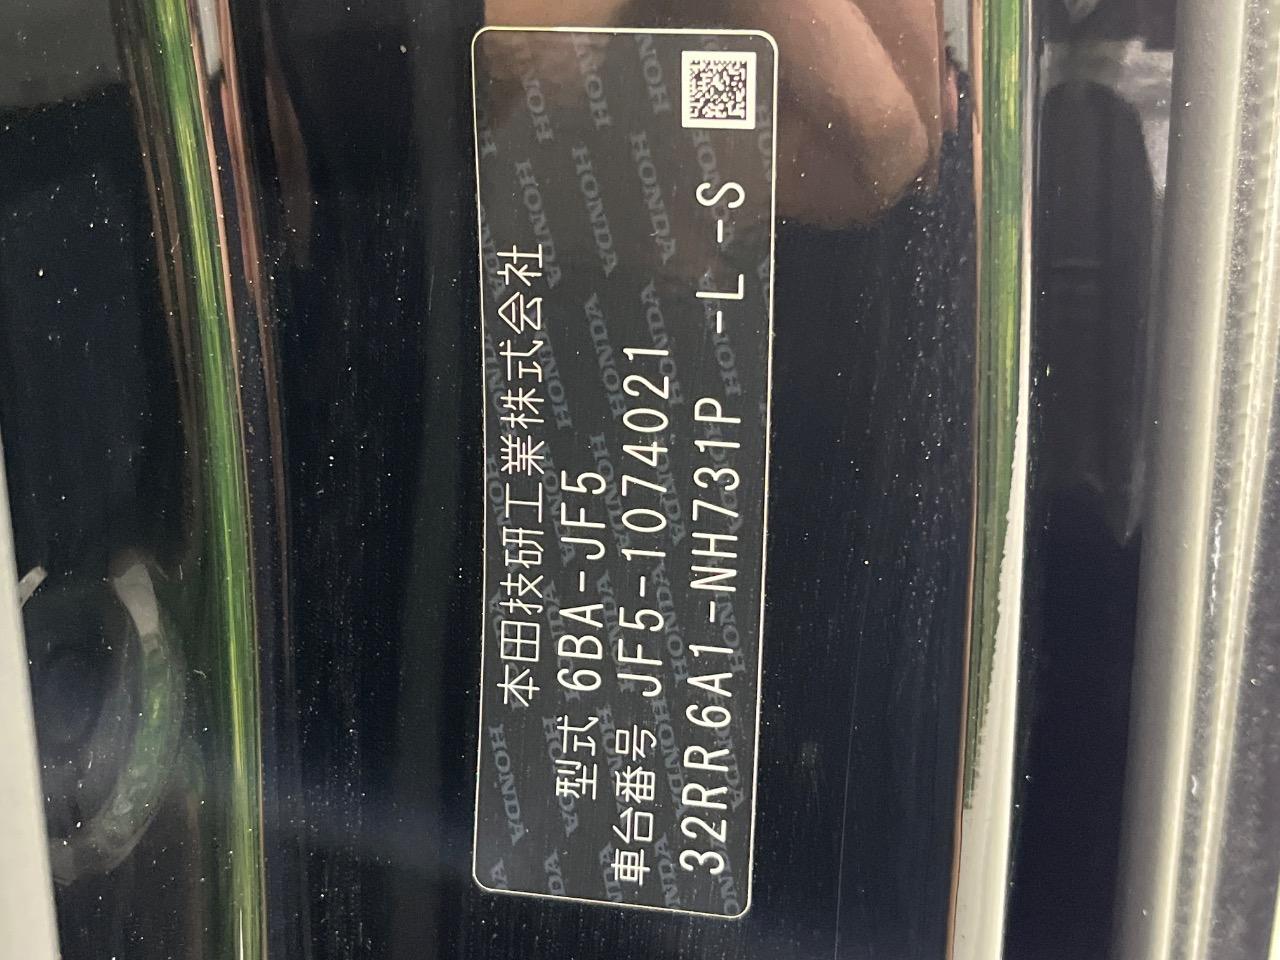 本田技研工業株式会社
型式 6BA-JF5
車台番号 JF5-1074021
32RR6A1-NH731P -L -S